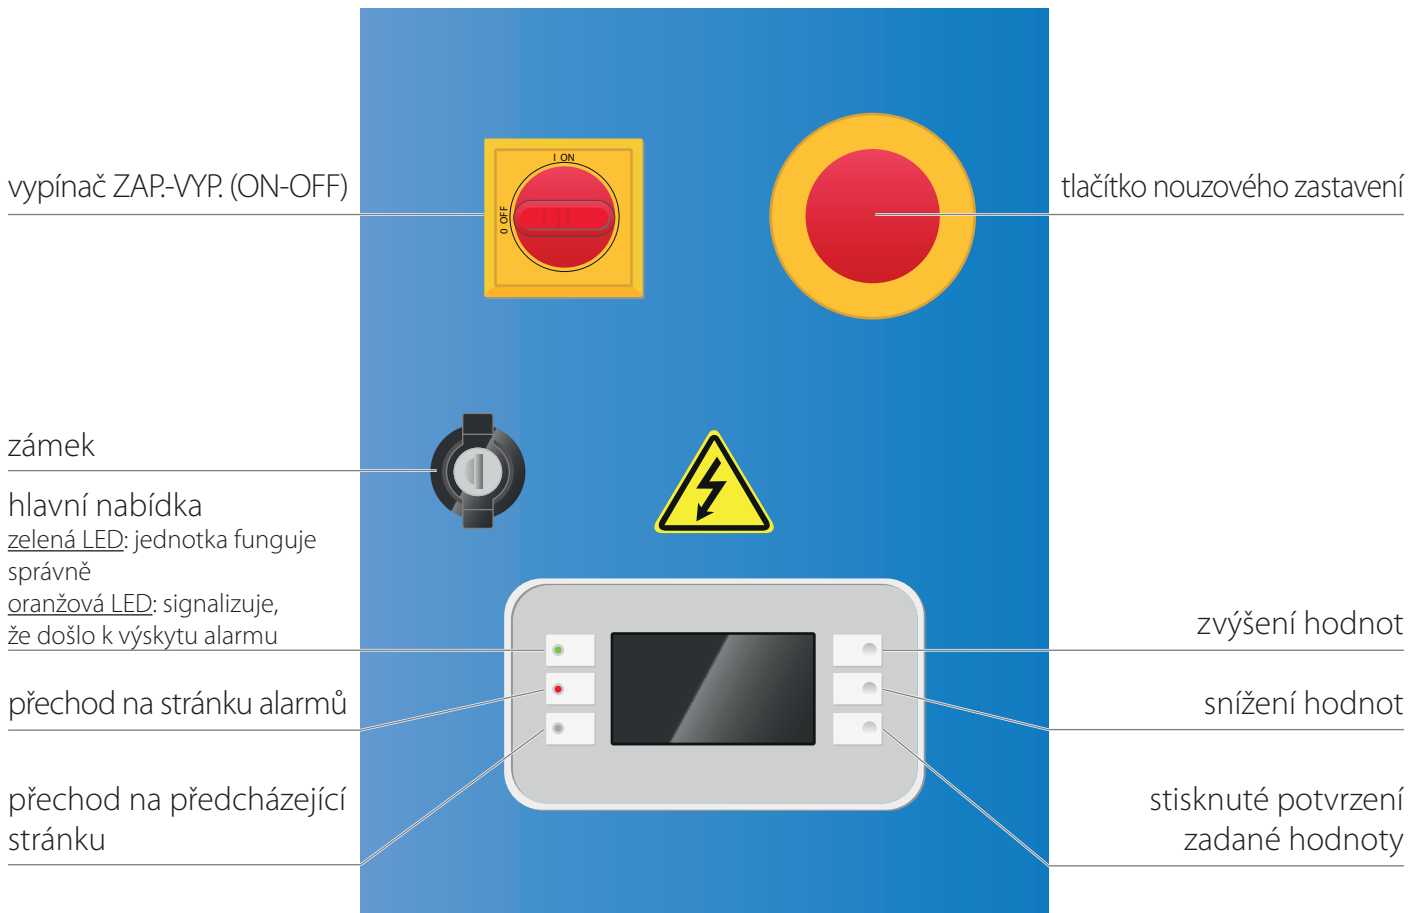 vypínač ZAP.-VYP. (ON-OFF)
I ON
0 OFF
tlačítko nouzového zastavení
zámek
hlavní nabídka
zelená LED: jednotka funguje
správně
oranžová LED: signalizuje,
že došlo k výskytu alarmu
přechod na stránku alarmů
přechod na předcházející
stránku
zvýšení hodnot
snížení hodnot
stisknuté potvrzení
zadané hodnoty